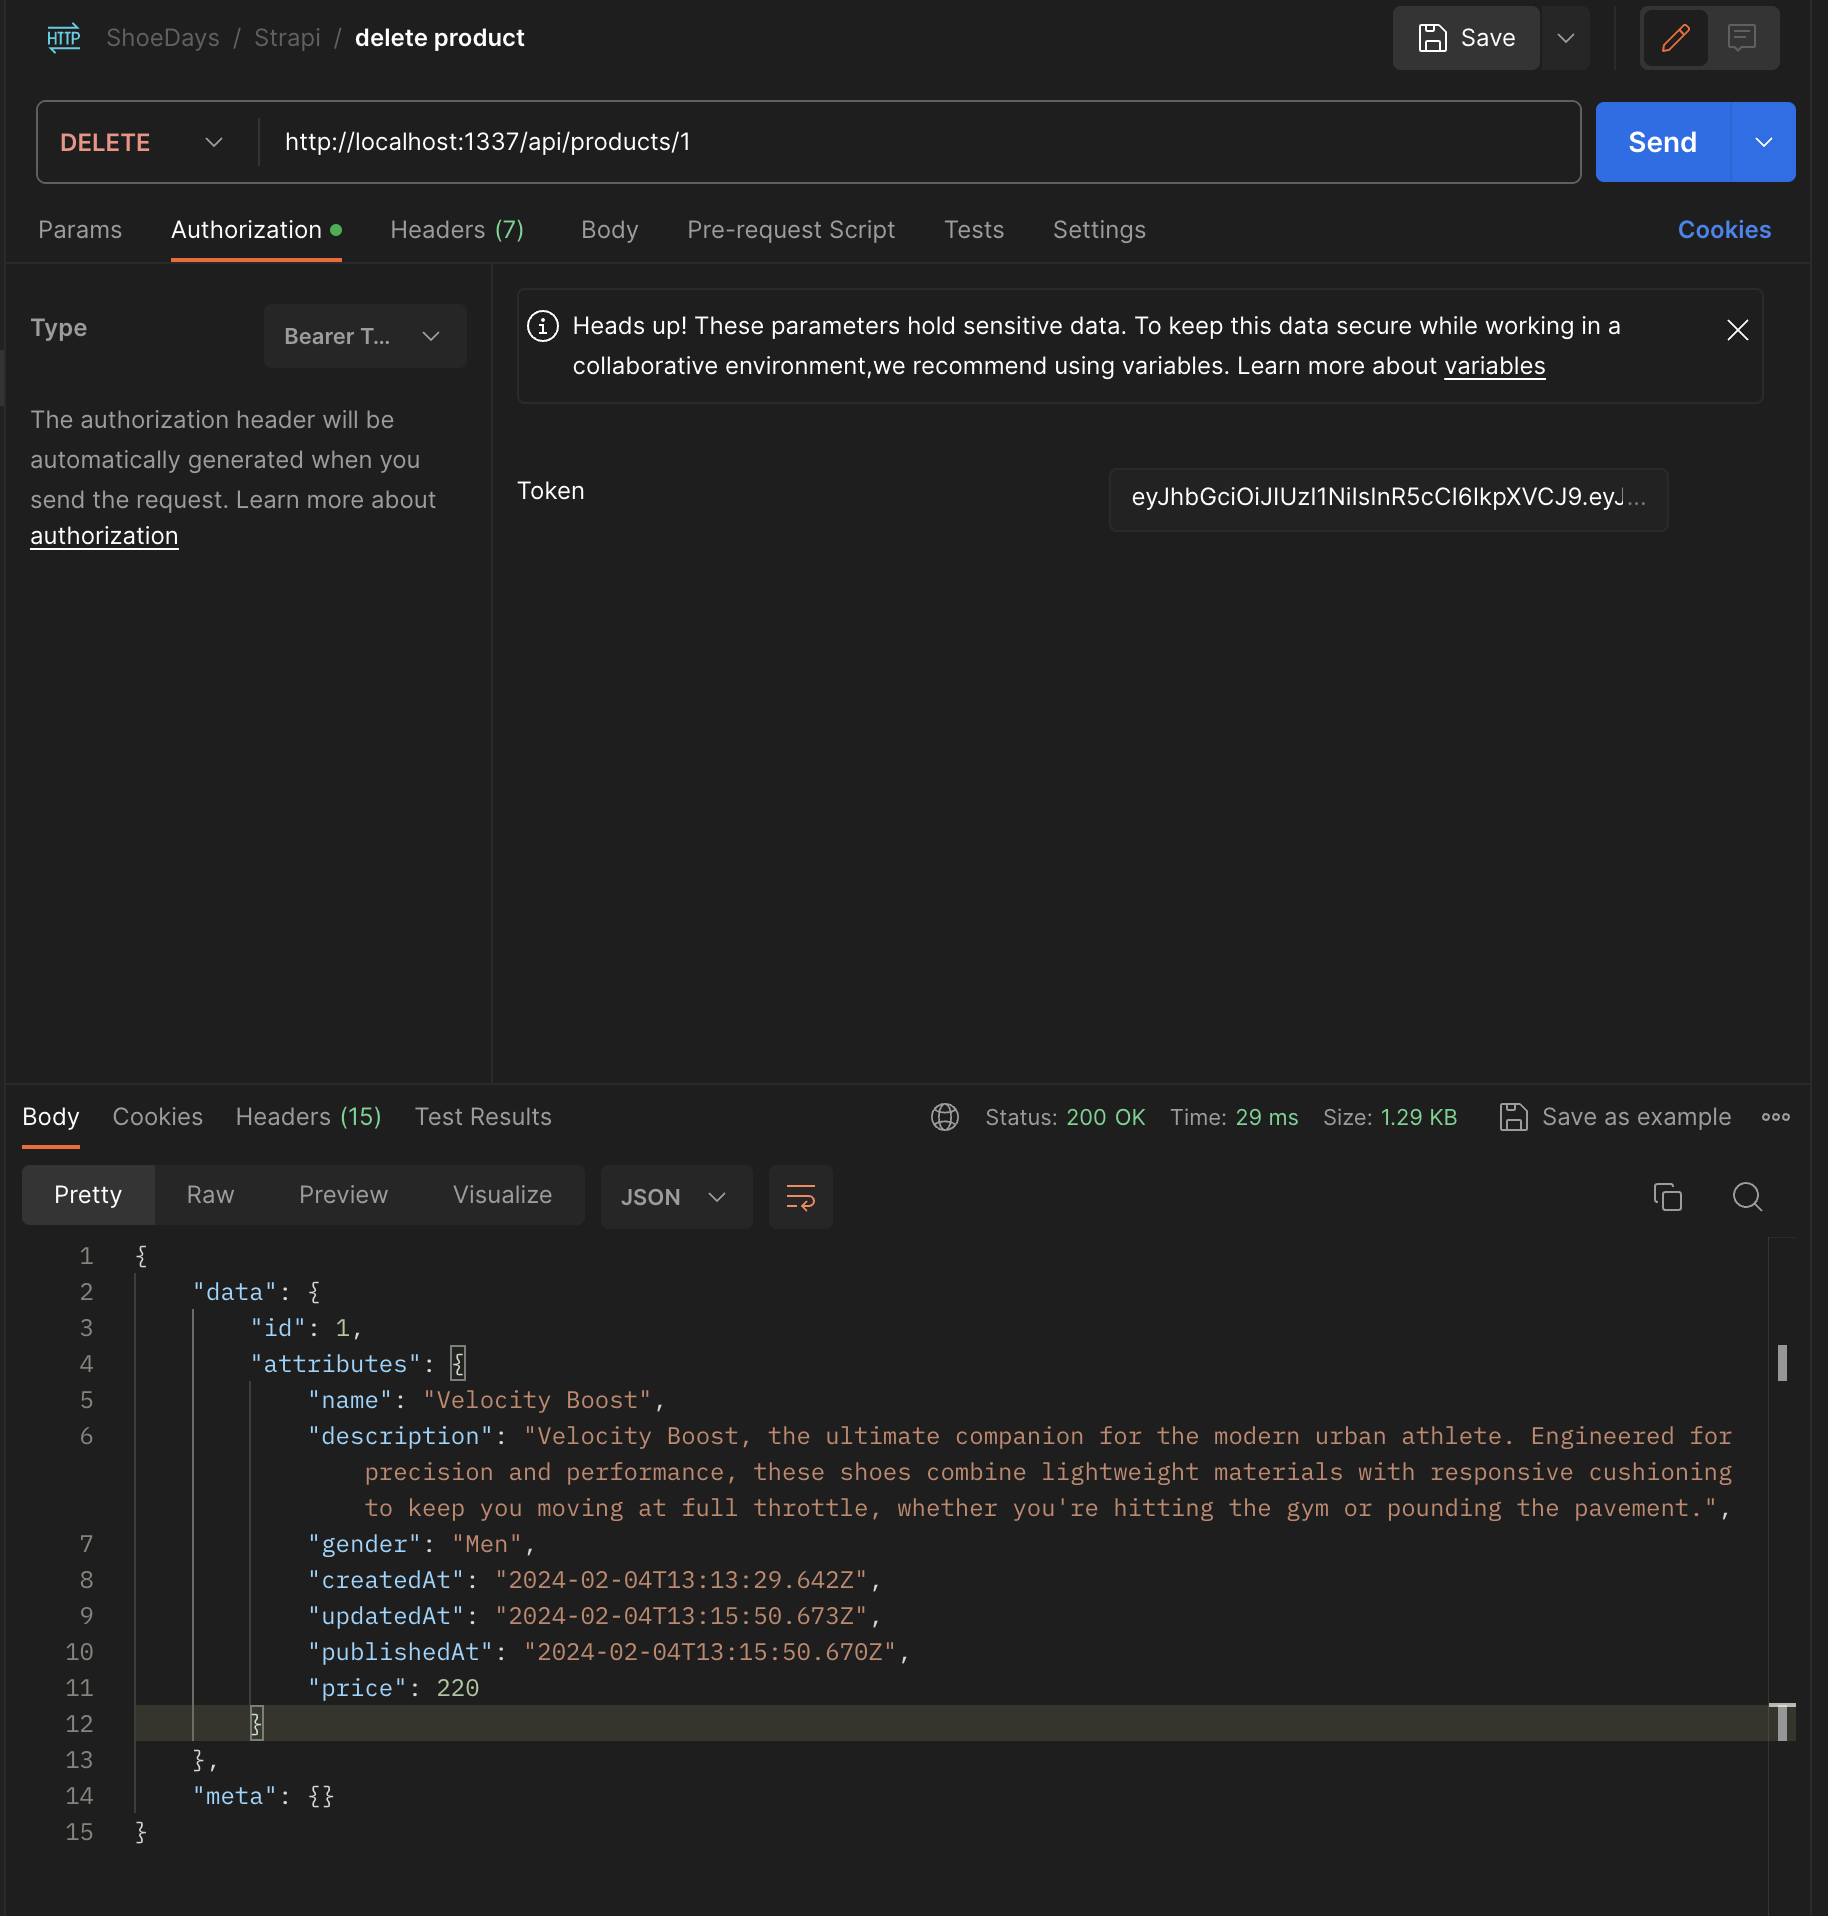 HTTP ShoeDays / Strapi / delete product Save
DELETE http://localhost:1337/api/products/1 Send
Params Authorization Headers (7) Body Pre-request Script Tests Settings Cookies
Type Bearer T...
The authorization header will be
automatically generated when you
send the request. Learn more about
authorization
Heads up! These parameters hold sensitive data. To keep this data secure while working in a
collaborative environment,we recommend using variables. Learn more about variables
Token eyJhbGciOiJIUzI1NiIsInR5cCI6IkpXVCJ9.eyJ...
Body Cookies Headers (15) Test Results Status: 200 OK Time: 29 ms Size: 1.29 KB Save as example
Pretty Raw Preview Visualize JSON
1 {
2 "data": {
3 "id": 1,
4 "attributes": {
5 "name": "Velocity Boost",
6 "description": "Velocity Boost, the ultimate companion for the modern urban athlete. Engineered for
precision and performance, these shoes combine lightweight materials with responsive cushioning
to keep you moving at full throttle, whether you're hitting the gym or pounding the pavement.",
7 "gender": "Men",
8 "createdAt": "2024-02-04T13:13:29.642Z",
9 "updatedAt": "2024-02-04T13:15:50.673Z",
10 "publishedAt": "2024-02-04T13:15:50.670Z",
11 "price": 220
12 }
13 },
14 "meta": {}
15 }